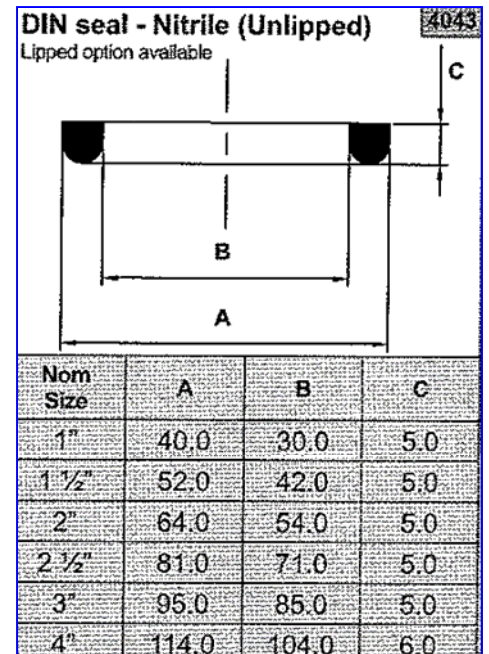 DIN seal - Nitrile (Unlipped) 4043
Lipped option available
C
B
A
Nom Size A B C
1" 40.0 30.0 5.0
1 ½" 52.0 42.0 5.0
2" 64.0 54.0 5.0
2 ½" 81.0 71.0 5.0
3" 95.0 85.0 5.0
4" 114.0 104.0 6.0